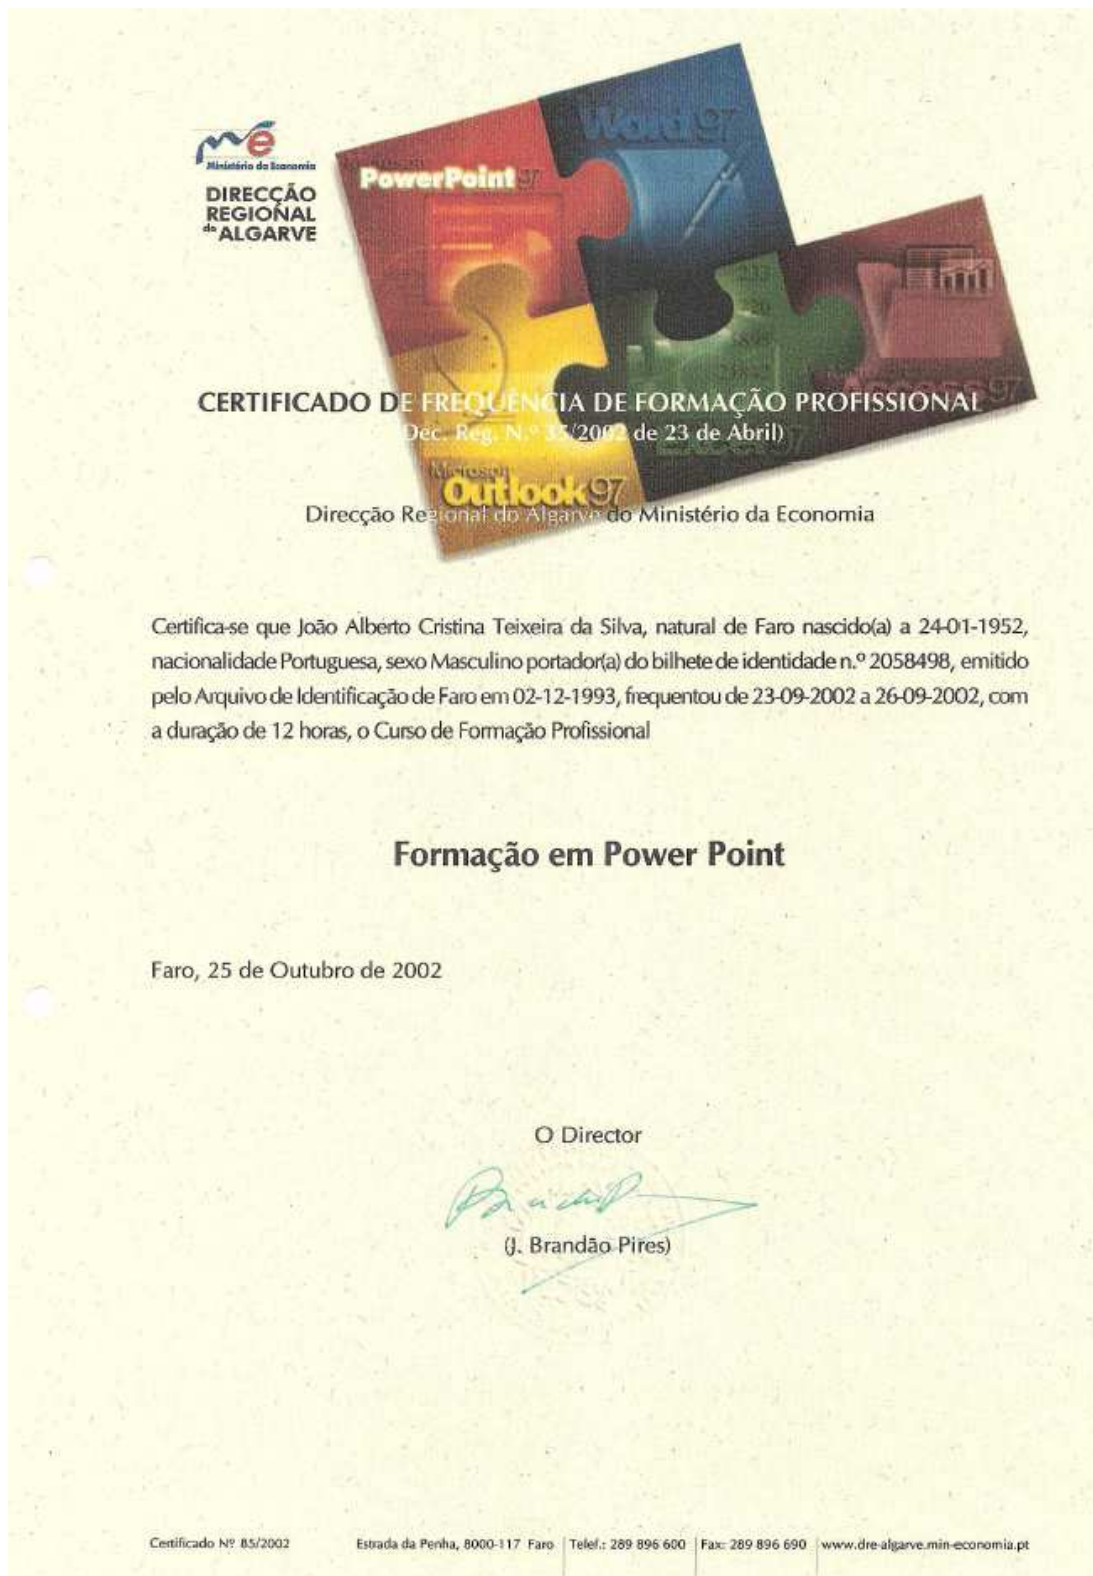 Ministério da Economia
DIRECÇÃO
REGIONAL
do ALGARVE
Word 97
PowerPoint 97
Access 97
CERTIFICADO DE FREQUÊNCIA DE FORMAÇÃO PROFISSIONAL
(Dec. Reg. N.º 35/2002 de 23 de Abril)
Microsoft
Outlook 97
Direcção Regional do Algarve do Ministério da Economia
Certifica-se que João Alberto Cristina Teixeira da Silva, natural de Faro nascido(a) a 24-01-1952,
nacionalidade Portuguesa, sexo Masculino portador(a) do bilhete de identidade n.º 2058498, emitido
pelo Arquivo de Identificação de Faro em 02-12-1993, frequentou de 23-09-2002 a 26-09-2002, com
a duração de 12 horas, o Curso de Formação Profissional
Formação em Power Point
Faro, 25 de Outubro de 2002
O Director
(J. Brandão Pires)
Certificado Nº 85/2002 Estrada da Penha, 8000-117 Faro Telef.: 289 896 600 Fax: 289 896 690 www.dre-algarve.min-economia.pt